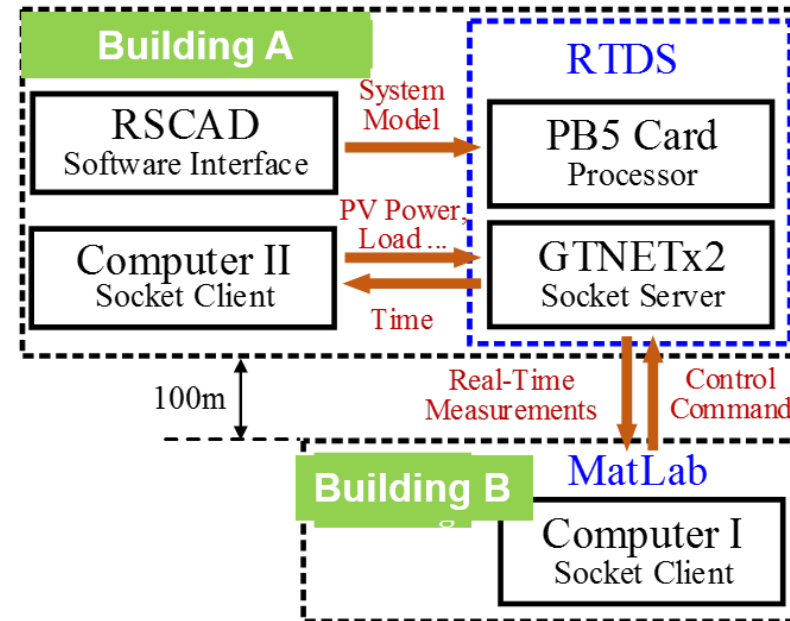 Building A
RTDS
RSCAD
Software Interface
System
Model
PB5 Card
Processor
Computer II
Socket Client
PV Power,
Load ...
Time
GTNETx2
Socket Server
100m
Real-Time
Measurements
Control
Command
Building B
MatLab
Computer I
Socket Client